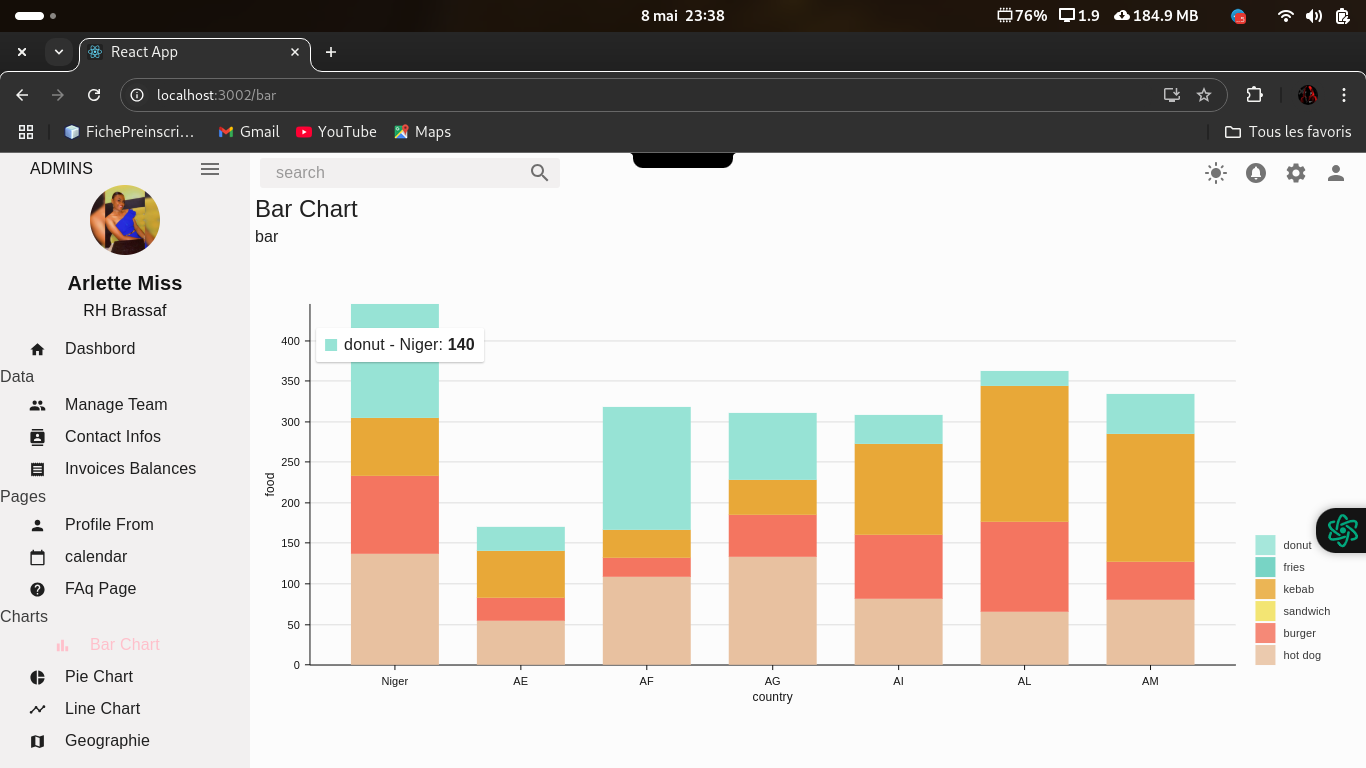 8 mai 23:38
76% 1.9 184.9 MB
React App
localhost:3002/bar
FichePreinscri... Gmail YouTube Maps Tous les favoris
ADMINS
search
Arlette Miss
RH Brassaf
Dashbord
Data
Manage Team
Contact Infos
Invoices Balances
Pages
Profile From
calendar
FAq Page
Charts
Bar Chart
Pie Chart
Line Chart
Geographie
Bar Chart
bar
donut - Niger: 140
400
350
300
250
200
150
100
50
0
food
Niger AE AF AG AI AL AM
country
donut
fries
kebab
sandwich
burger
hot dog